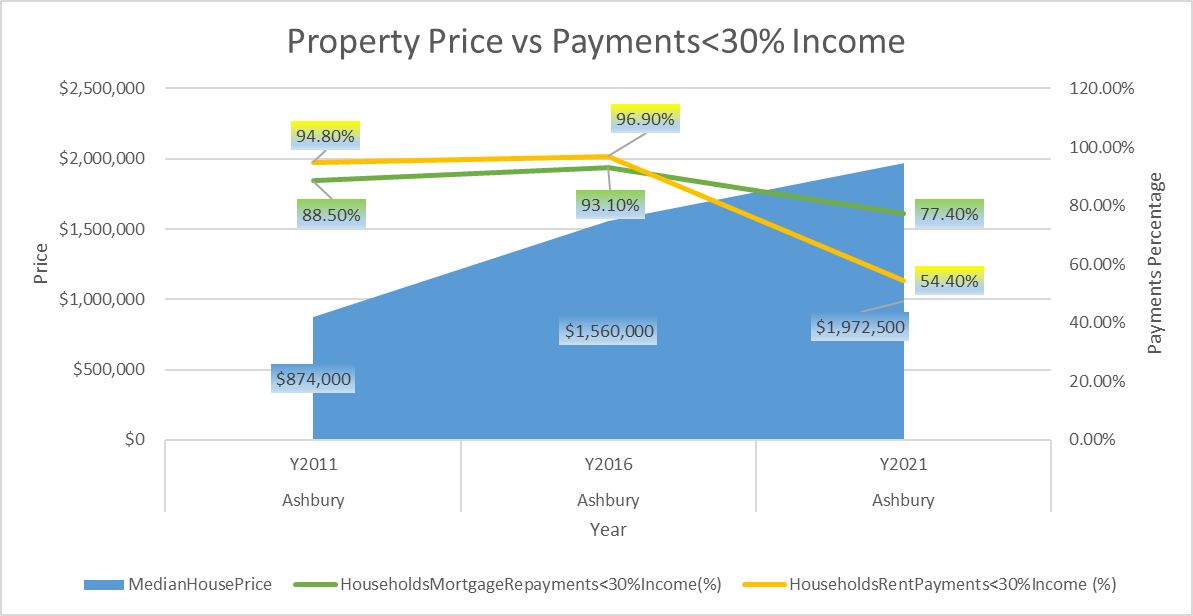 Property Price vs Payments<30% Income
$2,500,000
$2,000,000
$1,500,000
$1,000,000
$500,000
$0
Price
120.00%
100.00%
80.00%
60.00%
40.00%
20.00%
0.00%
Payments Percentage
94.80%
96.90%
88.50%
93.10%
77.40%
54.40%
$874,000
$1,560,000
$1,972,500
Y2011
Y2016
Y2021
Ashbury
Ashbury
Ashbury
Year
MedianHousePrice
HouseholdsMortgageRepayments<30%Income(%)
HouseholdsRentPayments<30%Income (%)